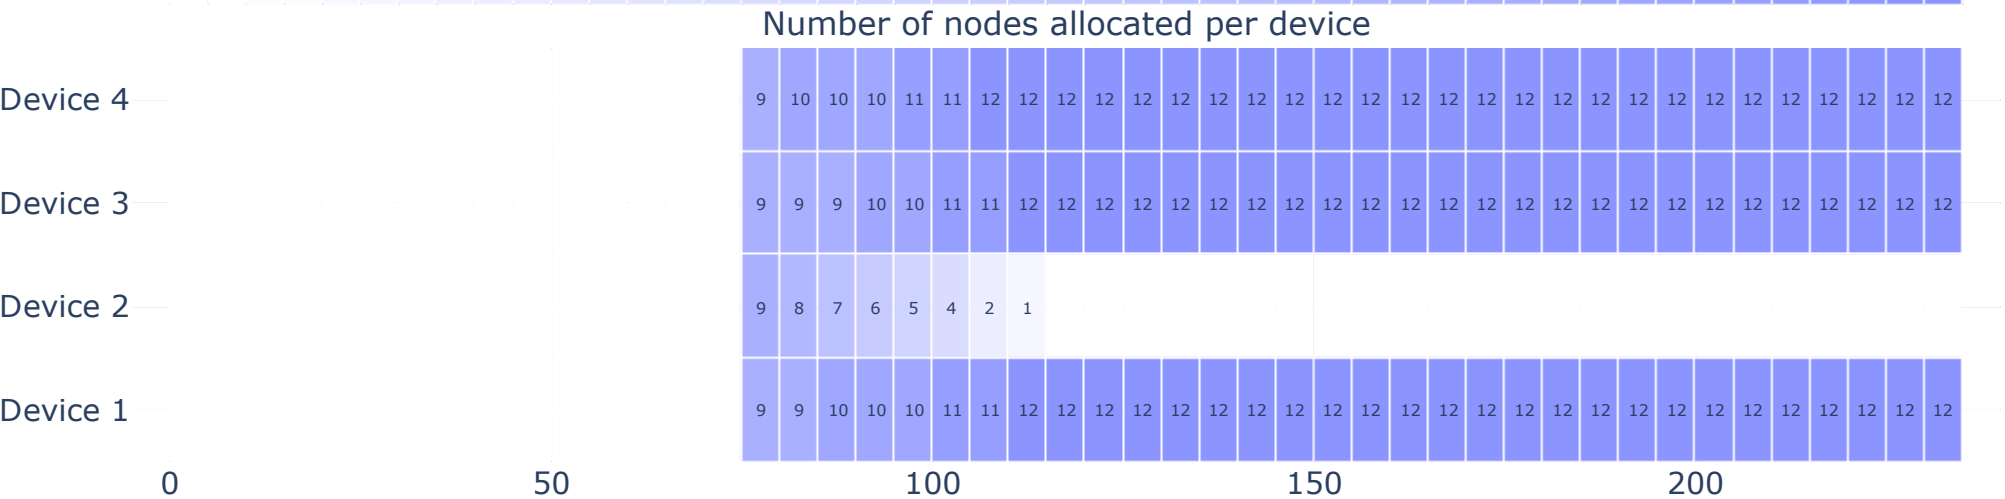 Number of nodes allocated per device
Device 4 9 10 10 10 11 11 12 12 12 12 12 12 12 12 12 12 12 12 12 12 12 12 12 12 12 12 12 12 12 12 12 12
Device 3 9 9 9 10 10 11 11 12 12 12 12 12 12 12 12 12 12 12 12 12 12 12 12 12 12 12 12 12 12 12 12 12
Device 2 9 8 7 6 5 4 2 1
Device 1 9 9 10 10 10 11 11 12 12 12 12 12 12 12 12 12 12 12 12 12 12 12 12 12 12 12 12 12 12 12 12 12
0 50 100 150 200